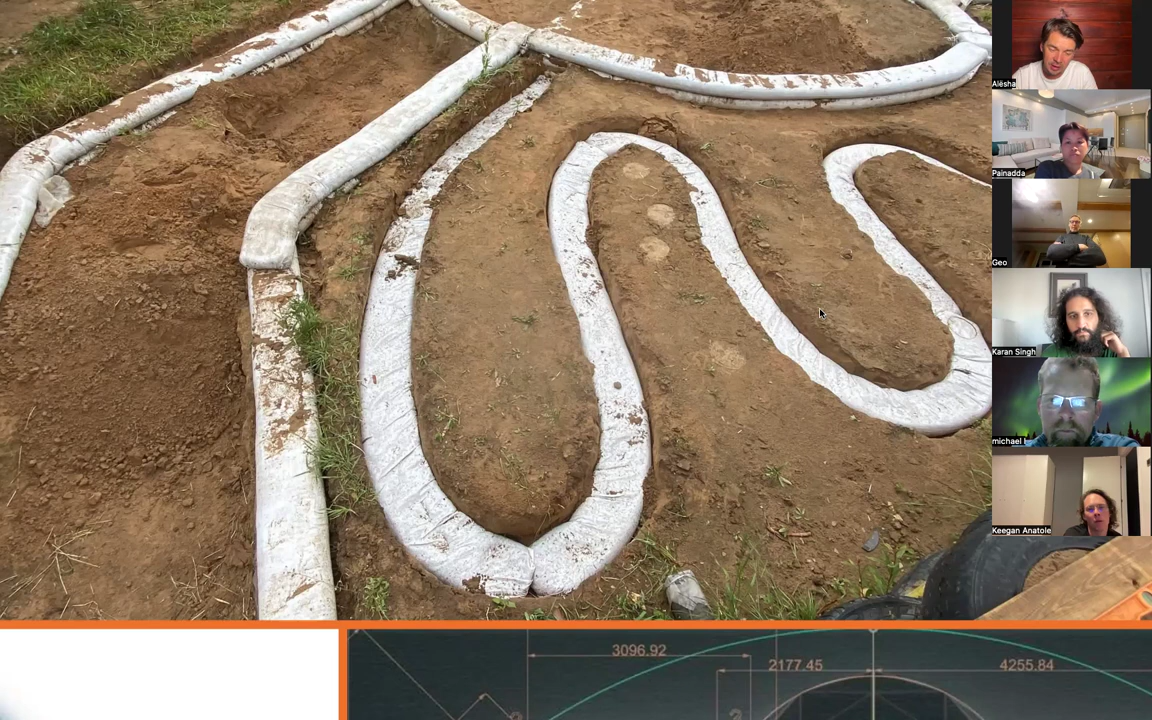 Alësha
Painadda
Geo
Karan Singh
michael
Keegan Anatole
3096.92
2177.45
4255.84